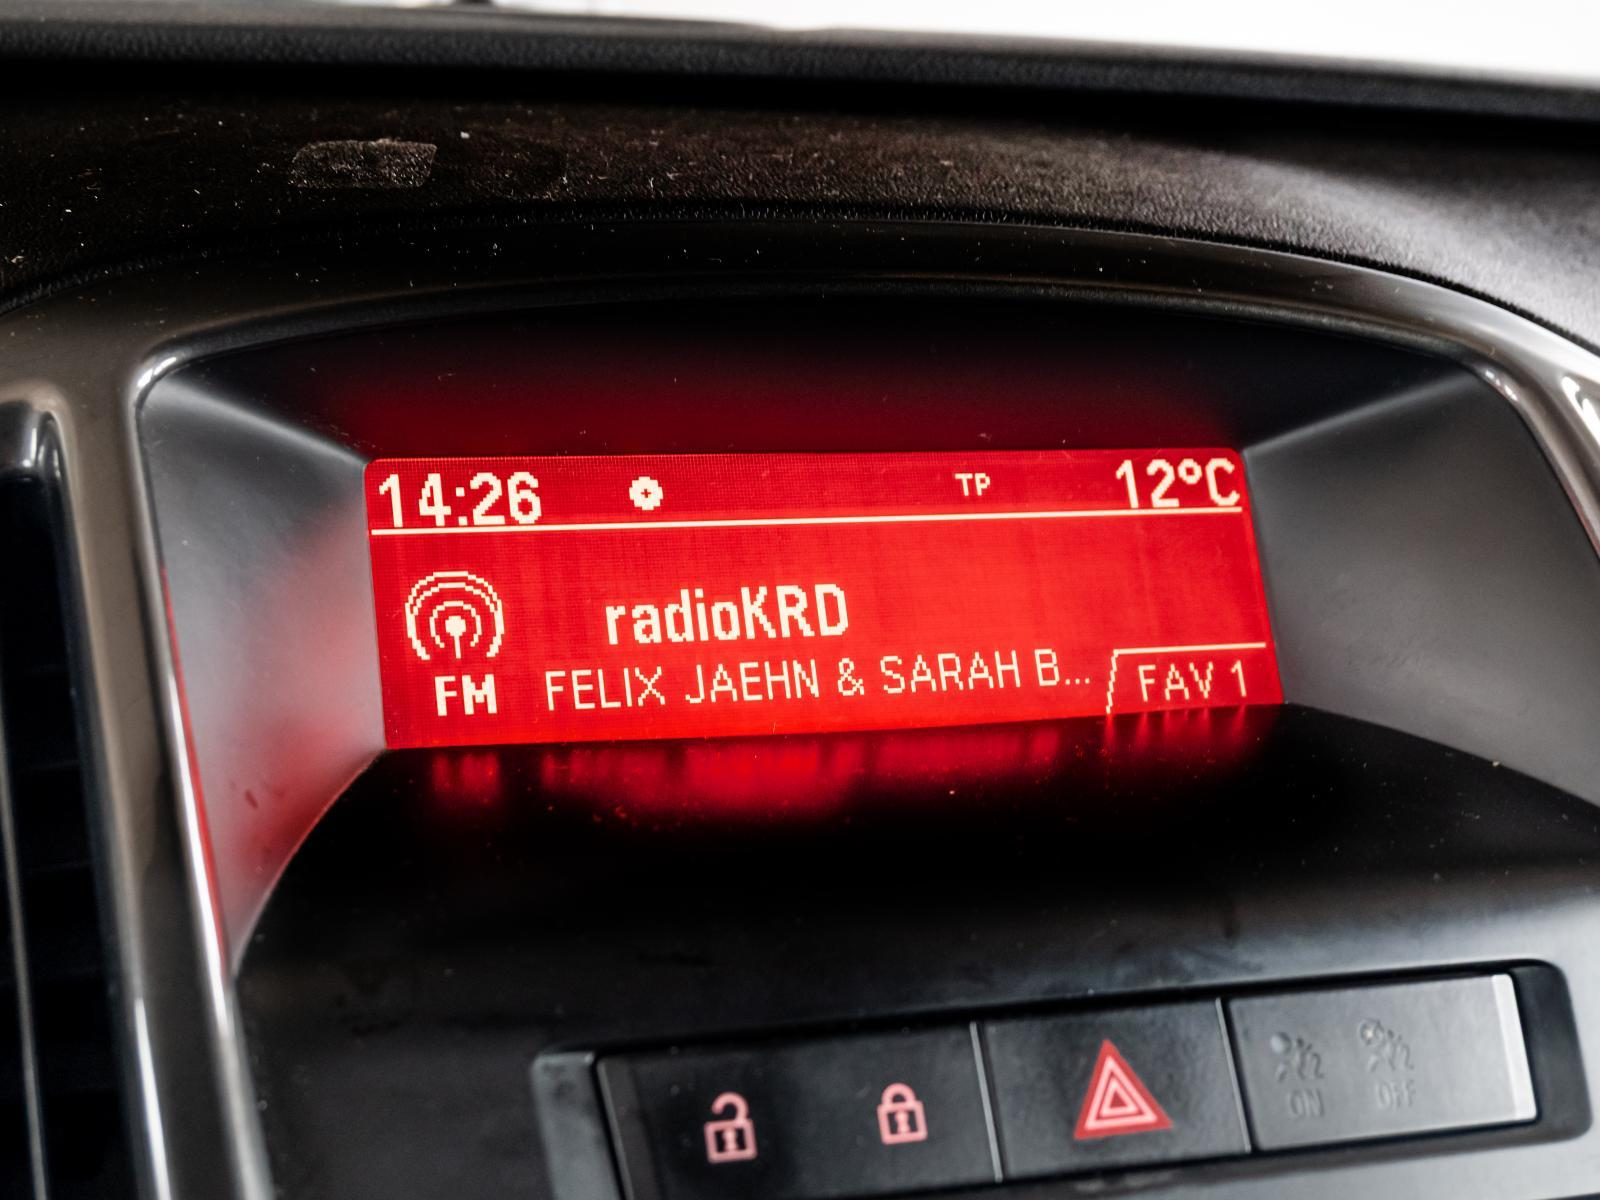 14:26 TP 12°C
radioKRD
FM FELIX JAEHN & SARAH B... FAV 1
ON OFF